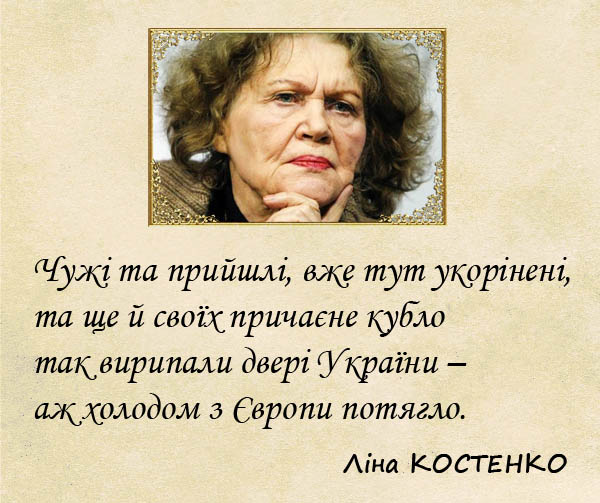 Чужі та прийшлі, вже тут укорінені,
та ще й своїх причаєне кубло
так вирипали двері України –
аж холодом з Європи потягло.
Ліна КОСТЕНКО